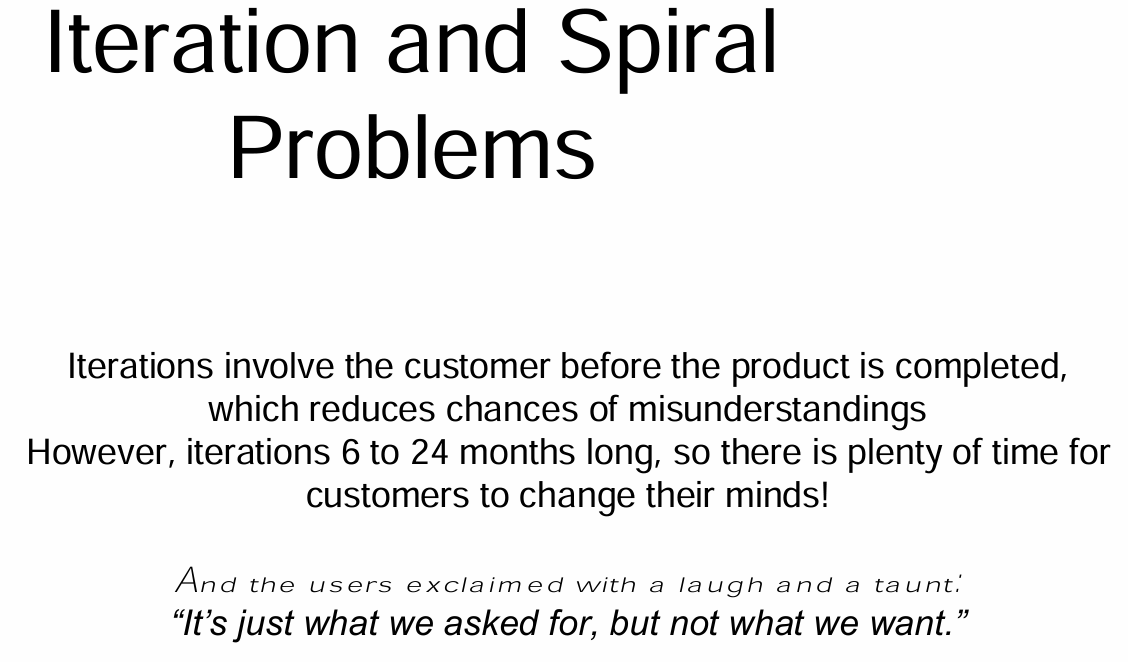 Iteration and Spiral
Problems
Iterations involve the customer before the product is completed,
which reduces chances of misunderstandings
However, iterations 6 to 24 months long, so there is plenty of time for
customers to change their minds!
And the users exclaimed with a laugh and a taunt:
“It’s just what we asked for, but not what we want.”